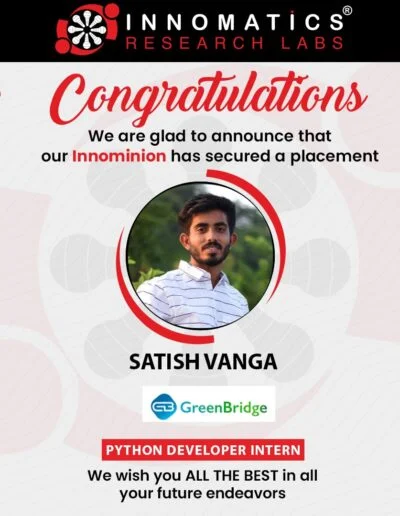 INNOMATICS®
RESEARCH LABS
Congratulations
We are glad to announce that
our Innominion has secured a placement
SATISH VANGA
GB GreenBridge
PYTHON DEVELOPER INTERN
We wish you ALL THE BEST in all
your future endeavors